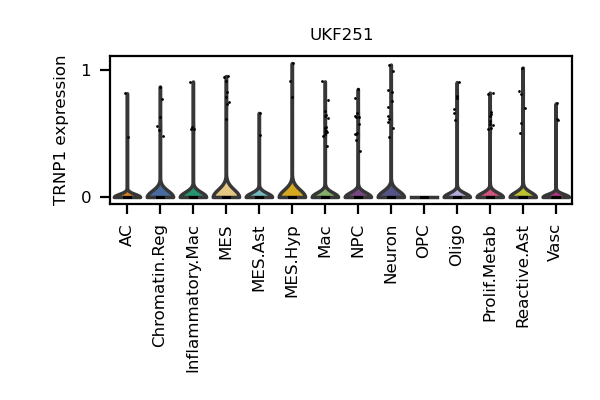 UKF251
TRNP1 expression
1
0
AC
Chromatin.Reg
Inflammatory.Mac
MES
MES.Ast
MES.Hyp
Mac
NPC
Neuron
OPC
Oligo
Prolif.Metab
Reactive.Ast
Vasc